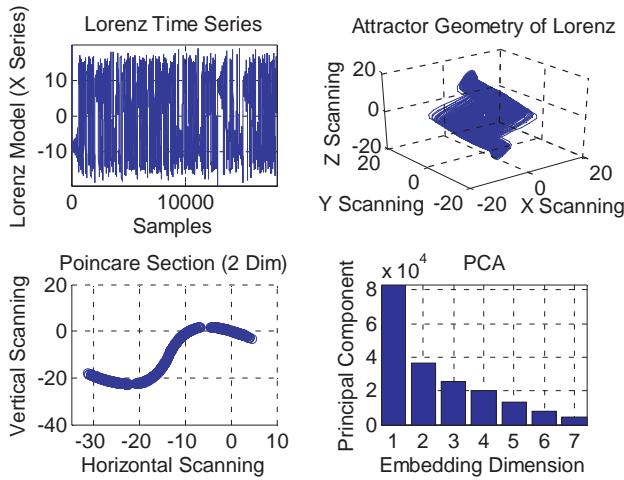 Lorenz Time Series
Lorenz Model (X Series)
10
0
-10
0
10000
Samples
Attractor Geometry of Lorenz
Z Scanning
20
0
-20
20
0
-20
Y Scanning
-20
0
20
X Scanning
Poincare Section (2 Dim)
Vertical Scanning
20
0
-20
-40
-30
-20
-10
0
10
Horizontal Scanning
PCA
x 10^4
Principal Component
8
6
4
2
0
1 2 3 4 5 6 7
Embedding Dimension